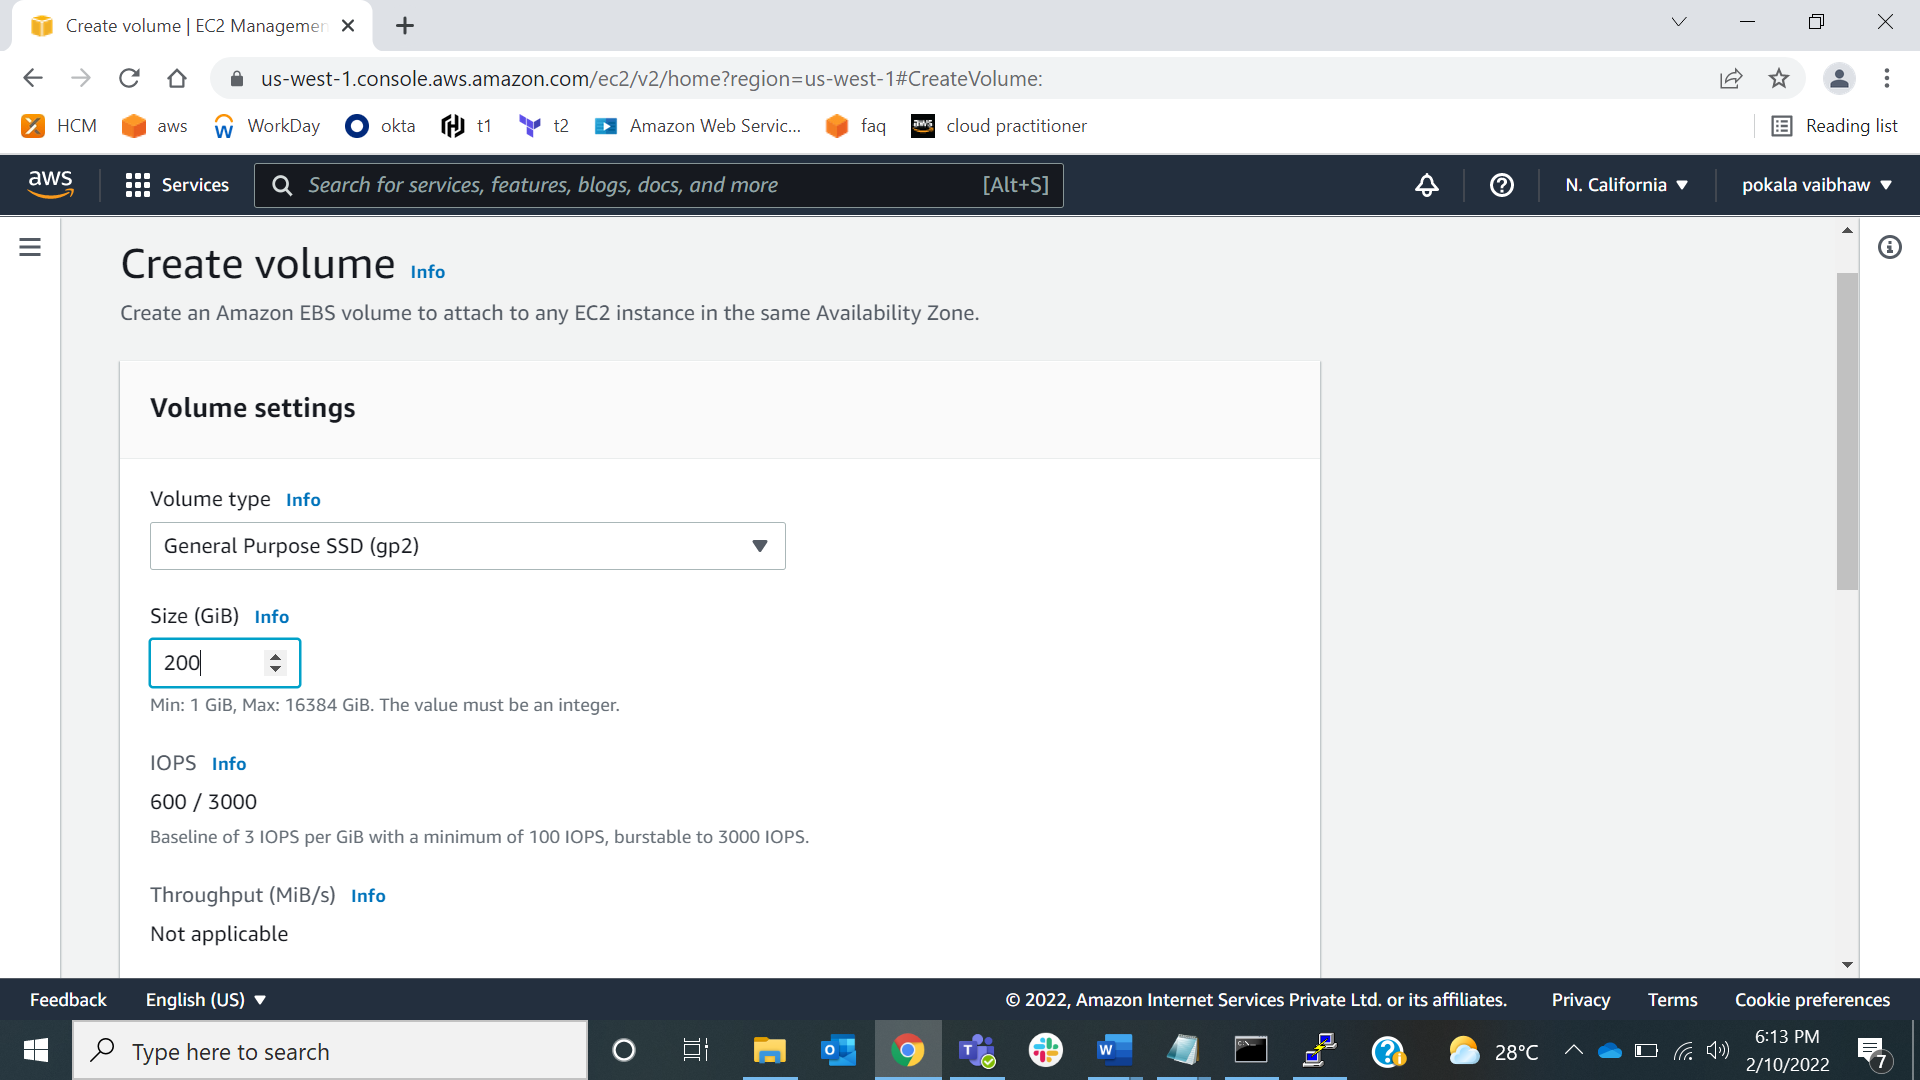 Create volume | EC2 Managemen
us-west-1.console.aws.amazon.com/ec2/v2/home?region=us-west-1#CreateVolume:
HCM aws WorkDay okta t1 t2 Amazon Web Servic... faq cloud practitioner Reading list
aws Services Search for services, features, blogs, docs, and more [Alt+S] N. California pokala vaibhaw
Create volume Info
Create an Amazon EBS volume to attach to any EC2 instance in the same Availability Zone.
Volume settings
Volume type Info
General Purpose SSD (gp2)
Size (GiB) Info
200
Min: 1 GiB, Max: 16384 GiB. The value must be an integer.
IOPS Info
600 / 3000
Baseline of 3 IOPS per GiB with a minimum of 100 IOPS, burstable to 3000 IOPS.
Throughput (MiB/s) Info
Not applicable
Feedback English (US) © 2022, Amazon Internet Services Private Ltd. or its affiliates. Privacy Terms Cookie preferences
Type here to search 28°C 6:13 PM
2/10/2022 7